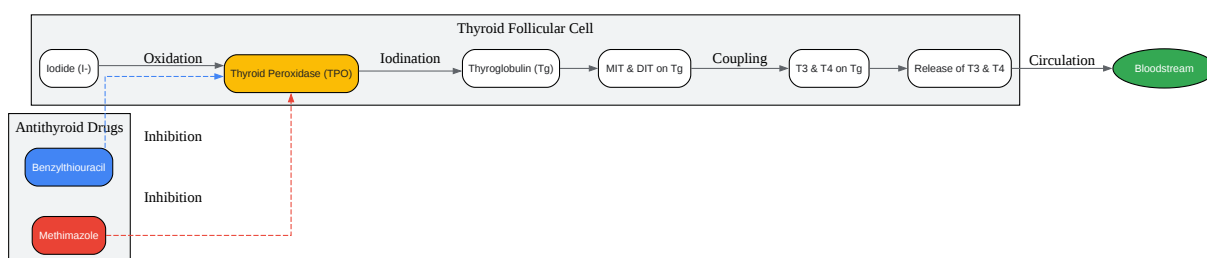 Thyroid Follicular Cell
Iodide (I-)
Oxidation
Thyroid Peroxidase (TPO)
Iodination
Thyroglobulin (Tg)
MIT & DIT on Tg
Coupling
T3 & T4 on Tg
Release of T3 & T4
Circulation
Bloodstream
Antithyroid Drugs
Inhibition
Benzylthiouracil
Inhibition
Methimazole